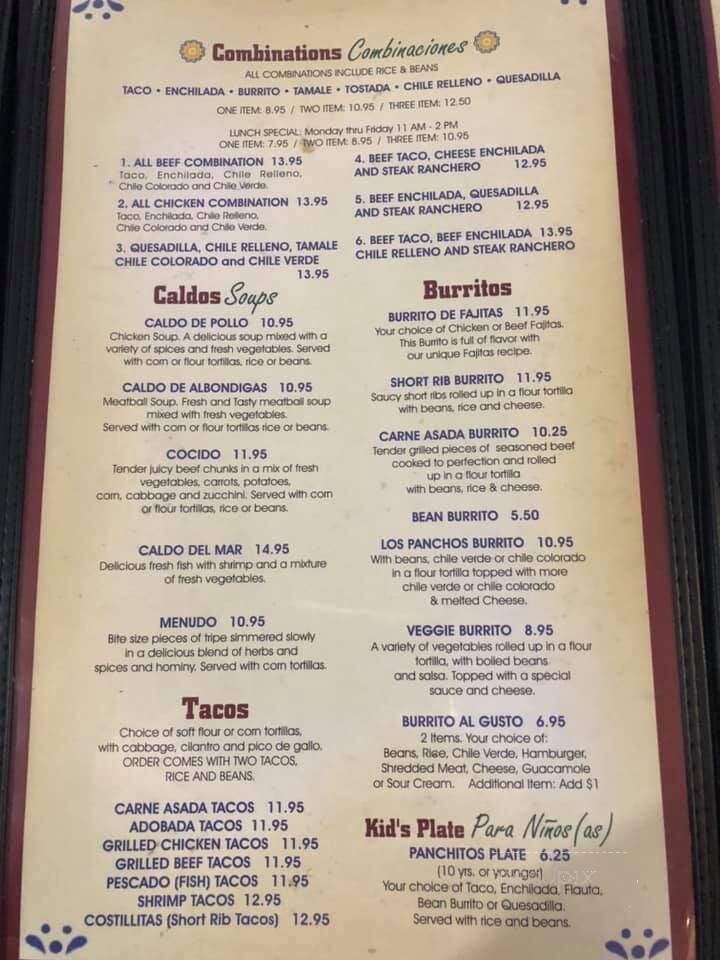 Combinations Combinaciones
ALL COMBINATIONS INCLUDE RICE & BEANS
TACO • ENCHILADA • BURRITO • TAMALE • TOSTADA • CHILE RELLENO • QUESADILLA
ONE ITEM: 8.95 / TWO ITEM: 10.95 / THREE ITEM: 12.50
LUNCH SPECIAL: Monday thru Friday 11 AM - 2 PM
ONE ITEM: 7.95 / TWO ITEM: 8.95 / THREE ITEM: 10.95
1. ALL BEEF COMBINATION 13.95
Taco, Enchilada, Chile Relleno,
Chile Colorado and Chile Verde.
2. ALL CHICKEN COMBINATION 13.95
Taco, Enchilada, Chile Relleno,
Chile Colorado and Chile Verde.
3. QUESADILLA, CHILE RELLENO, TAMALE
CHILE COLORADO and CHILE VERDE
13.95
4. BEEF TACO, CHEESE ENCHILADA
AND STEAK RANCHERO 12.95
5. BEEF ENCHILADA, QUESADILLA
AND STEAK RANCHERO 12.95
6. BEEF TACO, BEEF ENCHILADA 13.95
CHILE RELLENO AND STEAK RANCHERO
Caldos Soups
CALDO DE POLLO 10.95
Chicken Soup. A delicious soup mixed with a
variety of spices and fresh vegetables. Served
with corn or flour tortillas, rice or beans.
CALDO DE ALBONDIGAS 10.95
Meatball Soup. Fresh and Tasty meatball soup
mixed with fresh vegetables.
Served with corn or flour tortillas rice or beans.
COCIDO 11.95
Tender juicy beef chunks in a mix of fresh
vegetables, carrots, potatoes,
corn, cabbage and zucchini. Served with corn
or flour tortillas, rice or beans.
CALDO DEL MAR 14.95
Delicious fresh fish with shrimp and a mixture
of fresh vegetables.
MENUDO 10.95
Bite size pieces of tripe simmered slowly
in a delicious blend of herbs and
spices and hominy. Served with corn tortillas.
Tacos
Choice of soft flour or corn tortillas,
with cabbage, cilantro and pico de gallo.
ORDER COMES WITH TWO TACOS,
RICE AND BEANS.
CARNE ASADA TACOS 11.95
ADOBADA TACOS 11.95
GRILLED CHICKEN TACOS 11.95
GRILLED BEEF TACOS 11.95
PESCADO (FISH) TACOS 11.95
SHRIMP TACOS 12.95
COSTILLITAS (Short Rib Tacos) 12.95
Burritos
BURRITO DE FAJITAS 11.95
Your choice of Chicken or Beef Fajitas.
This Burrito is full of flavor with
our unique Fajitas recipe.
SHORT RIB BURRITO 11.95
Saucy short ribs rolled up in a flour tortilla
with beans, rice and cheese.
CARNE ASADA BURRITO 10.25
Tender grilled pieces of seasoned beef
cooked to perfection and rolled
up in a flour tortilla
with beans, rice & cheese.
BEAN BURRITO 5.50
LOS PANCHOS BURRITO 10.95
With beans, chile verde or chile colorado
in a flour tortilla topped with more
chile verde or chile colorado
& melted Cheese.
VEGGIE BURRITO 8.95
A variety of vegetables rolled up in a flour
tortilla, with boiled beans
and salsa. Topped with a special
sauce and cheese.
BURRITO AL GUSTO 6.95
2 Items. Your choice of:
Beans, Rice, Chile Verde, Hamburger,
Shredded Meat, Cheese, Guacamole
or Sour Cream. Additional Item: Add $1
Kid's Plate Para Niños(as)
PANCHITOS PLATE 6.25
(10 yrs. or younger)
Your choice of Taco, Enchilada, Flauta,
Bean Burrito or Quesadilla.
Served with rice and beans.